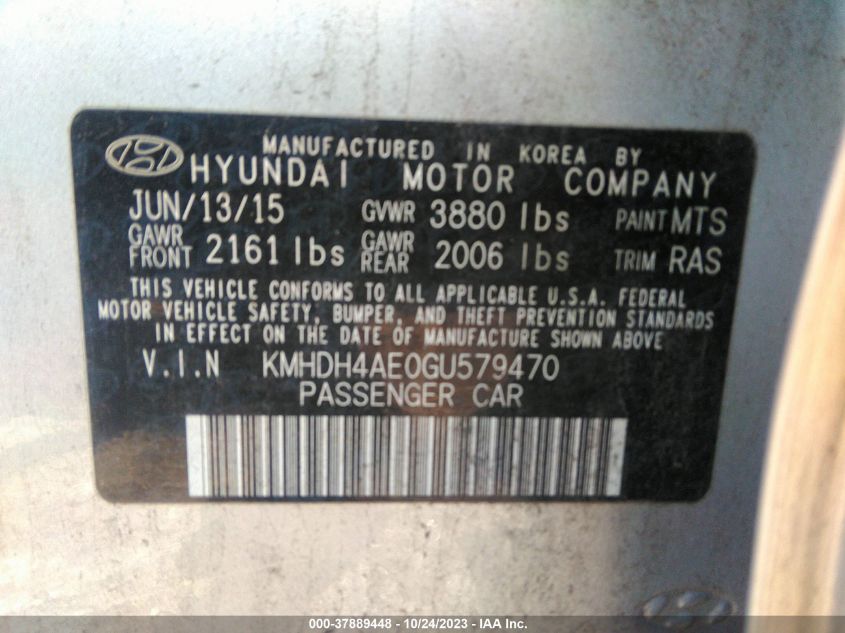 MANUFACTURED IN KOREA BY
HYUNDAI MOTOR COMPANY
JUN/13/15 GVWR 3880 lbs PAINT MTS
GAWR FRONT 2161 lbs GAWR REAR 2006 lbs TRIM RAS
THIS VEHICLE CONFORMS TO ALL APPLICABLE U.S.A. FEDERAL
MOTOR VEHICLE SAFETY, BUMPER, AND THEFT PREVENTION STANDARDS
IN EFFECT ON THE DATE OF MANUFACTURE SHOWN ABOVE
V.I.N KMHDH4AE0GU579470
PASSENGER CAR
000-37889448 - 10/24/2023 - IAA Inc.